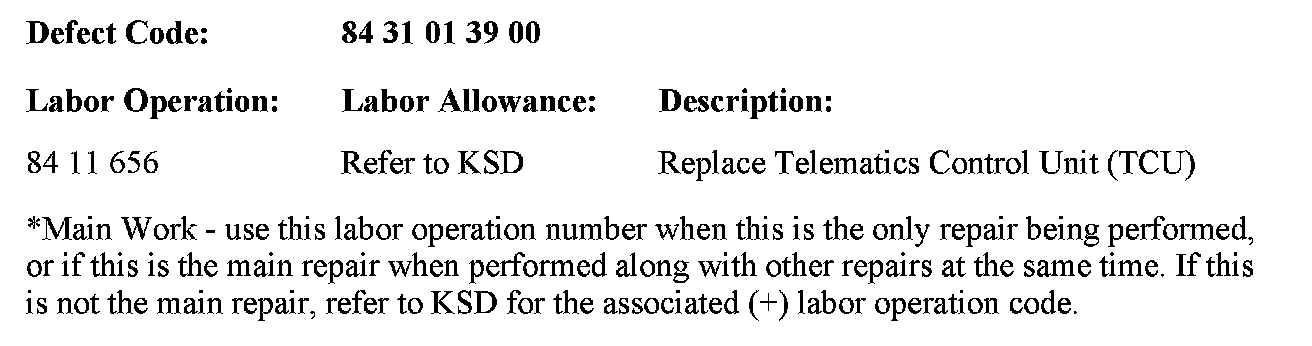 Defect Code: 84 31 01 39 00
Labor Operation: Labor Allowance: Description:
84 11 656 Refer to KSD Replace Telematics Control Unit (TCU)
*Main Work - use this labor operation number when this is the only repair being performed,
or if this is the main repair when performed along with other repairs at the same time. If this
is not the main repair, refer to KSD for the associated (+) labor operation code.